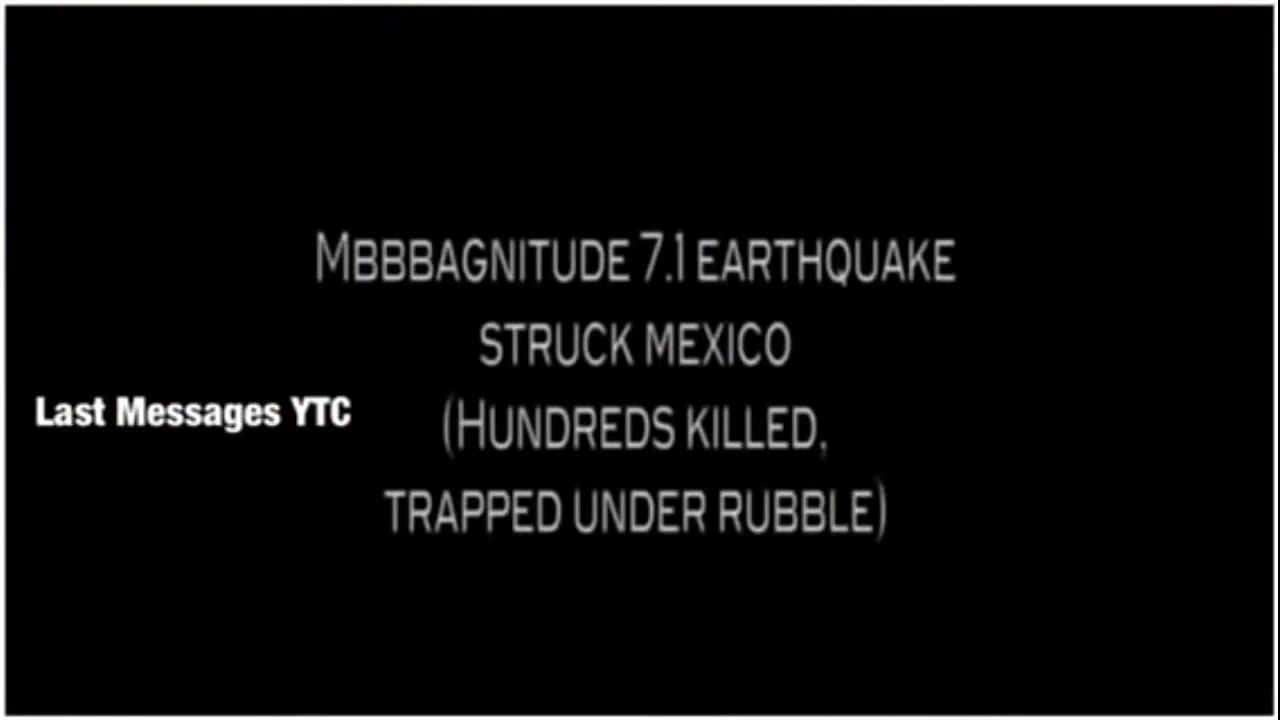 MBBBAGNITUDE 7.1 EARTHQUAKE
STRUCK MEXICO
Last Messages YTC
(HUNDREDS KILLED,
TRAPPED UNDER RUBBLE)